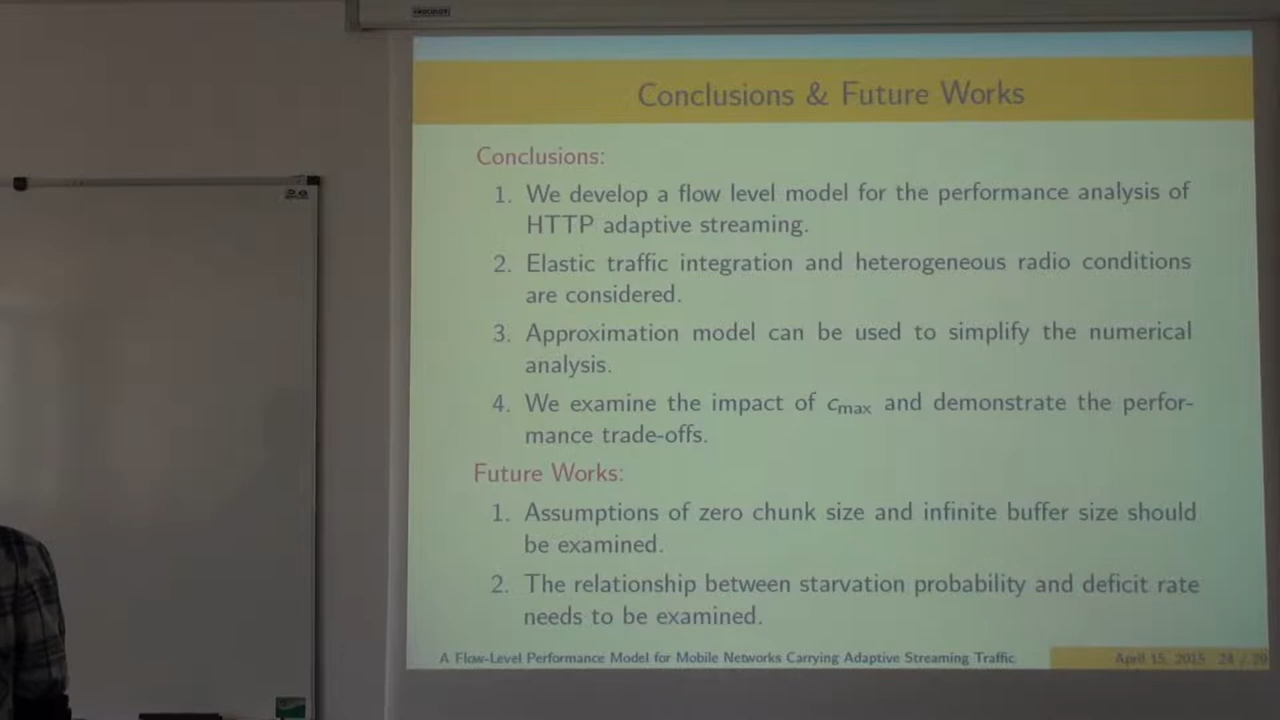 Conclusions & Future Works
Conclusions:
1. We develop a flow level model for the performance analysis of
HTTP adaptive streaming.
2. Elastic traffic integration and heterogeneous radio conditions
are considered.
3. Approximation model can be used to simplify the numerical
analysis.
4. We examine the impact of cmax and demonstrate the perfor-
mance trade-offs.
Future Works:
1. Assumptions of zero chunk size and infinite buffer size should
be examined.
2. The relationship between starvation probability and deficit rate
needs to be examined.
A Flow-Level Performance Model for Mobile Networks Carrying Adaptive Streaming Traffic
April 15, 2015 24 /